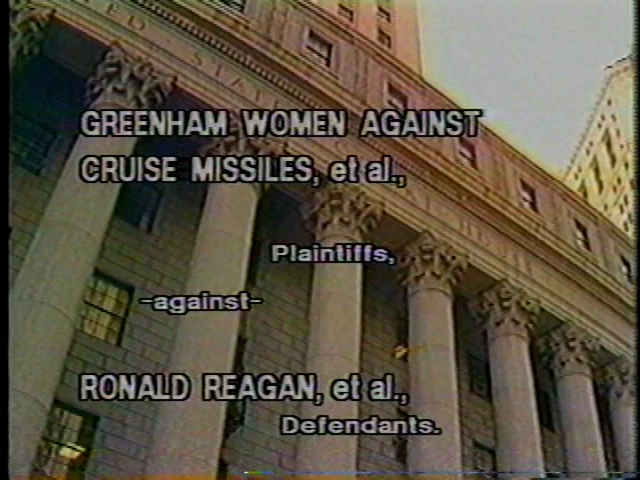 GREENHAM WOMEN AGAINST
CRUISE MISSILES, et al.,
Plaintiffs,
-against-
RONALD REAGAN, et al.,
Defendants.